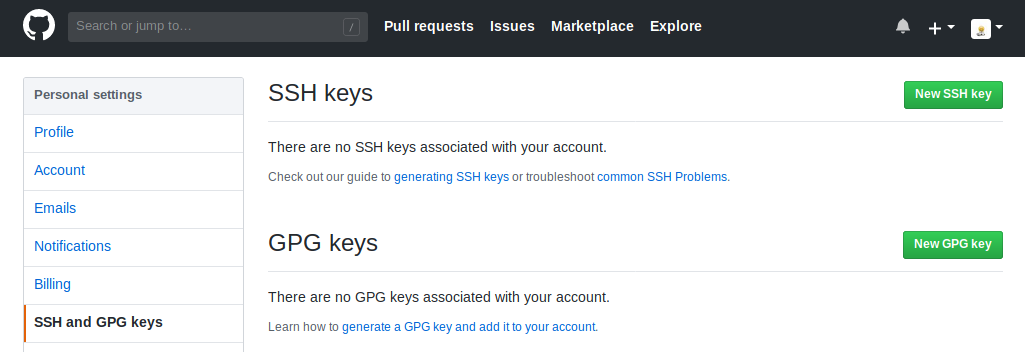 Search or jump to…
/
Pull requests Issues Marketplace Explore
Personal settings
Profile
Account
Emails
Notifications
Billing
SSH and GPG keys
SSH keys
New SSH key
There are no SSH keys associated with your account.
Check out our guide to generating SSH keys or troubleshoot common SSH Problems.
GPG keys
New GPG key
There are no GPG keys associated with your account.
Learn how to generate a GPG key and add it to your account.